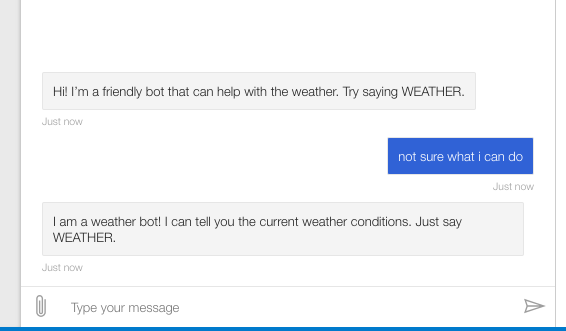 Hi! I'm a friendly bot that can help with the weather. Try saying WEATHER.
Just now
not sure what i can do
Just now
I am a weather bot! I can tell you the current weather conditions. Just say
WEATHER.
Just now
Type your message